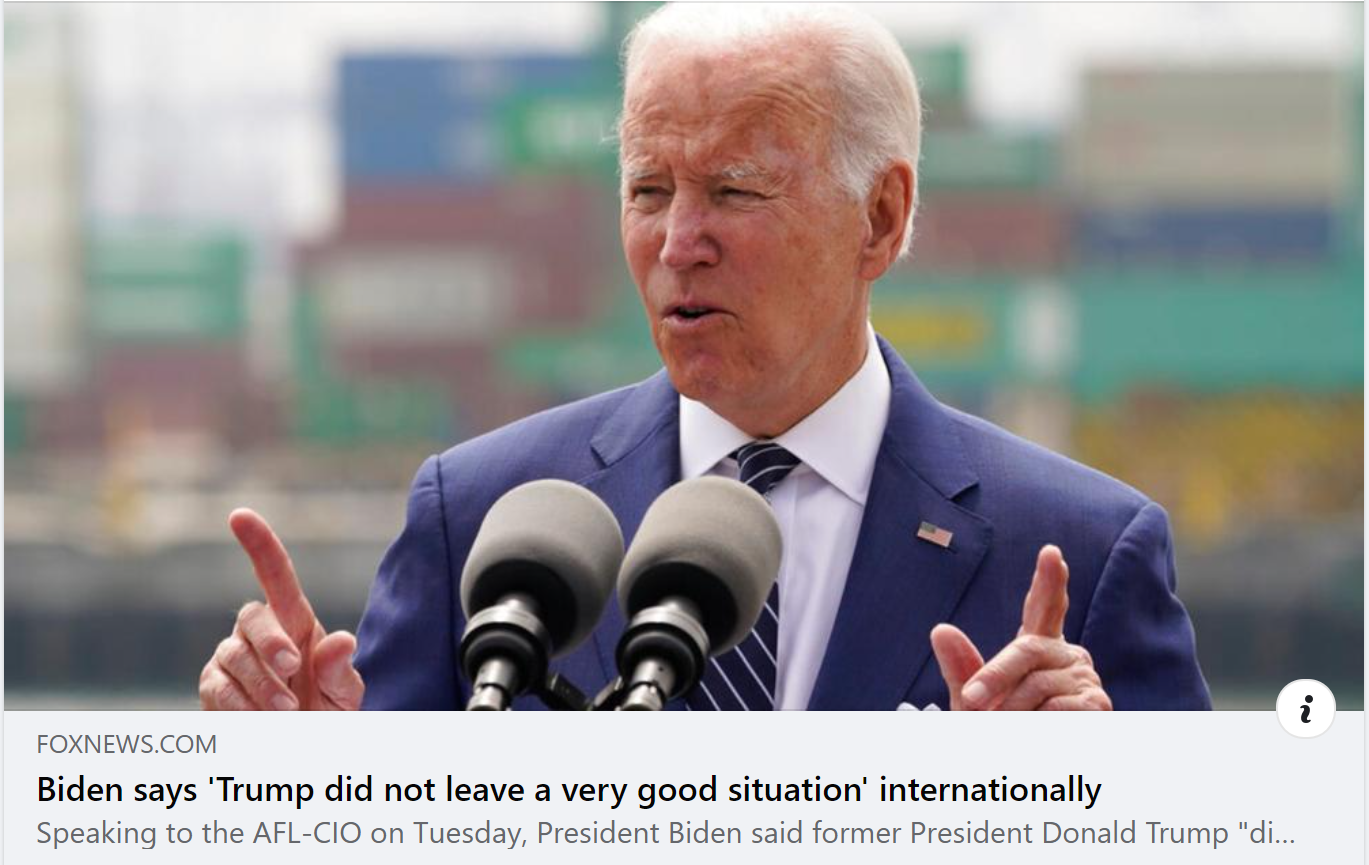 FOXNEWS.COM
Biden says 'Trump did not leave a very good situation' internationally
Speaking to the AFL-CIO on Tuesday, President Biden said former President Donald Trump "di...